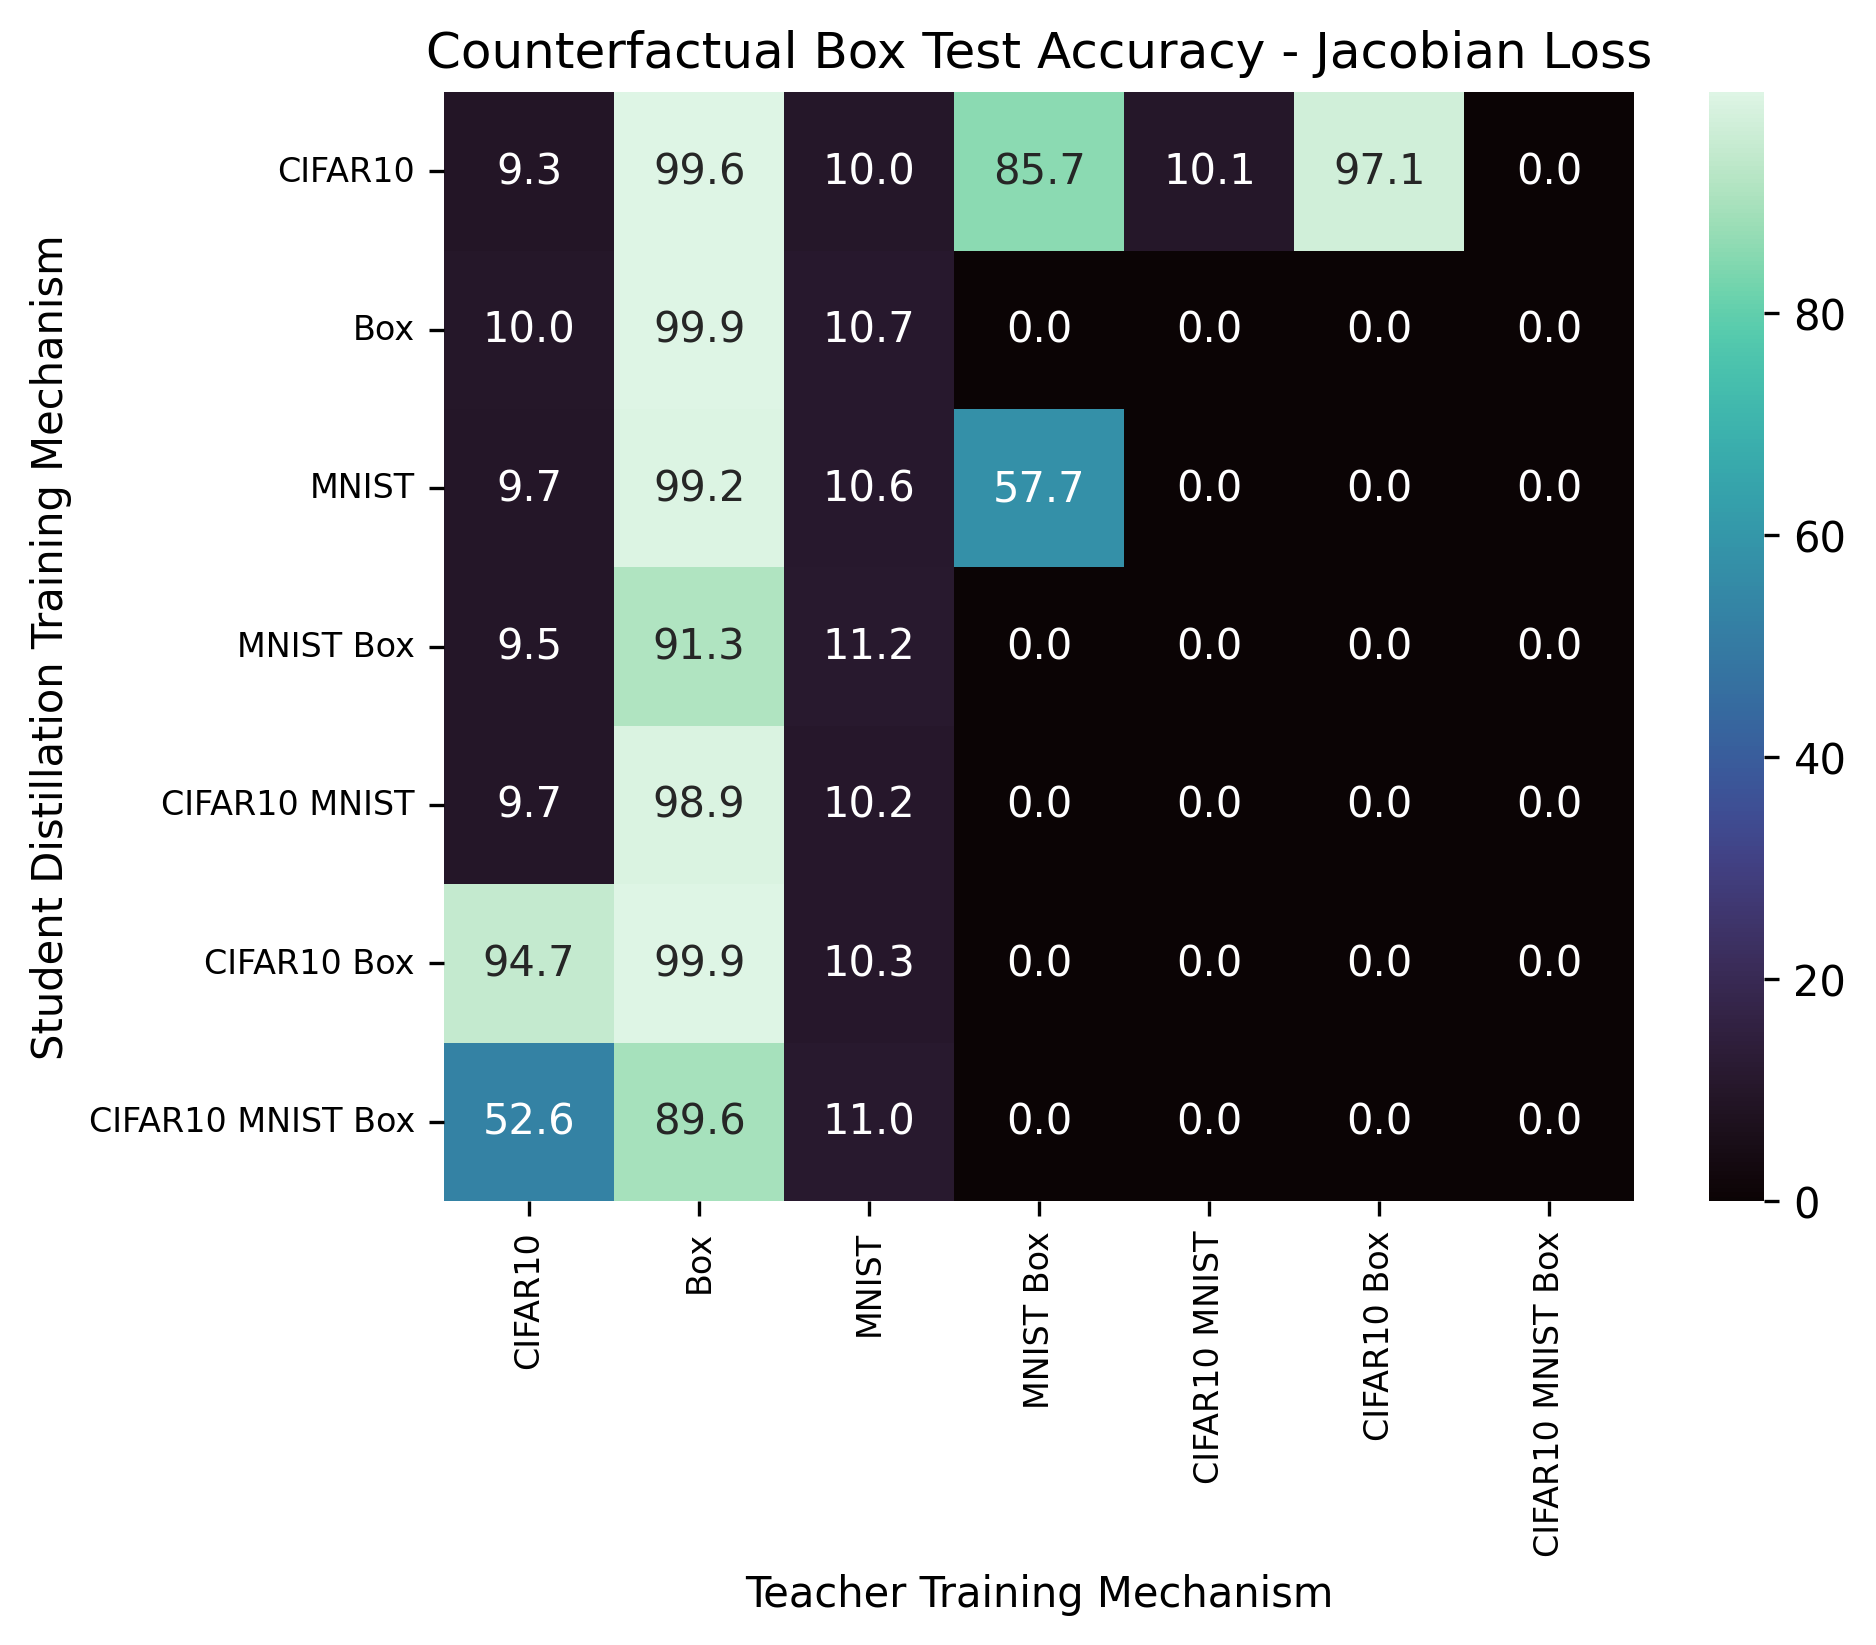 Counterfactual Box Test Accuracy - Jacobian Loss
Student Distillation Training Mechanism
CIFAR10 9.3 99.6 10.0 85.7 10.1 97.1 0.0
Box 10.0 99.9 10.7 0.0 0.0 0.0 0.0
MNIST 9.7 99.2 10.6 57.7 0.0 0.0 0.0
MNIST Box 9.5 91.3 11.2 0.0 0.0 0.0 0.0
CIFAR10 MNIST 9.7 98.9 10.2 0.0 0.0 0.0 0.0
CIFAR10 Box 94.7 99.9 10.3 0.0 0.0 0.0 0.0
CIFAR10 MNIST Box 52.6 89.6 11.0 0.0 0.0 0.0 0.0
CIFAR10
Box
MNIST
MNIST Box
CIFAR10 MNIST
CIFAR10 Box
CIFAR10 MNIST Box
Teacher Training Mechanism
80
60
40
20
0